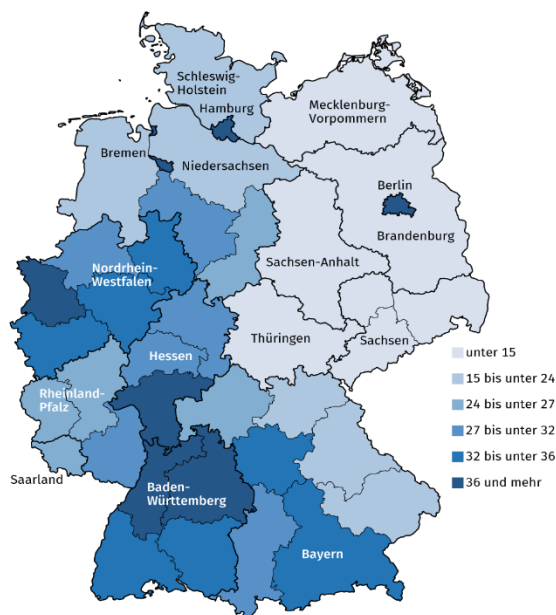 Schleswig-
Holstein
Hamburg
Mecklenburg-
Vorpommern
Bremen
Niedersachsen
Berlin
Brandenburg
Sachsen-Anhalt
Nordrhein-
Westfalen
Thüringen
Sachsen
Hessen
Rheinland-
Pfalz
Saarland
Baden-
Württemberg
Bayern
unter 15
15 bis unter 24
24 bis unter 27
27 bis unter 32
32 bis unter 36
36 und mehr